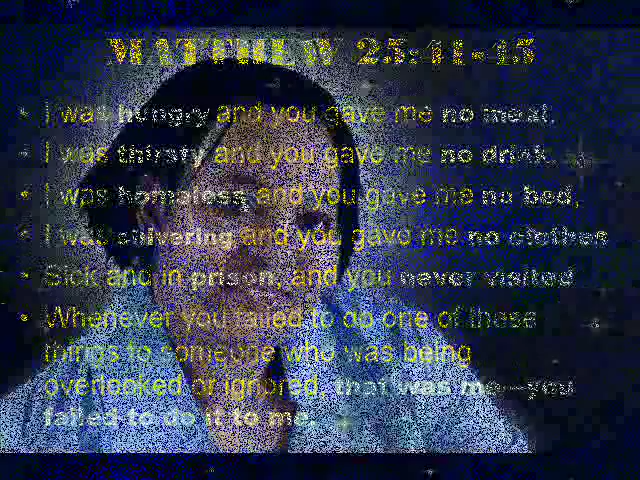 MATTHEW 25:41-45
• I was hungry and you gave me no meat,
• I was thirsty and you gave me no drink,
• I was homeless and you gave me no bed,
• I was shivering and you gave me no clothes
• Sick and in prison, and you never visited
• Whenever you failed to do one of these
things to someone who was being
overlooked or ignored, that was me—you
failed to do it to me.